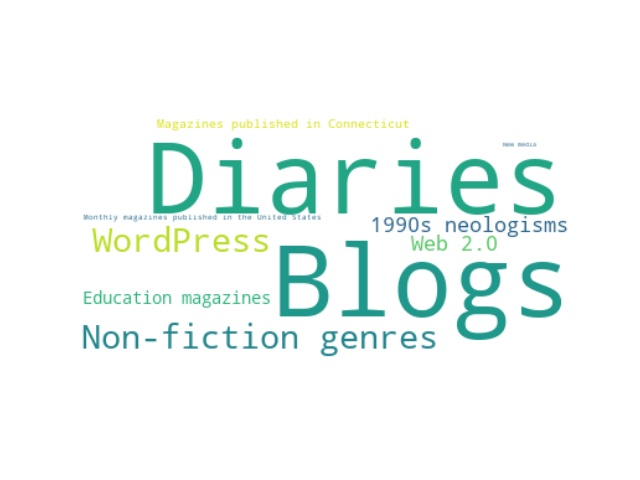 Magazines published in Connecticut
New media
Diaries
Monthly magazines published in the United States
1990s neologisms
WordPress
Web 2.0
Blogs
Education magazines
Non-fiction genres